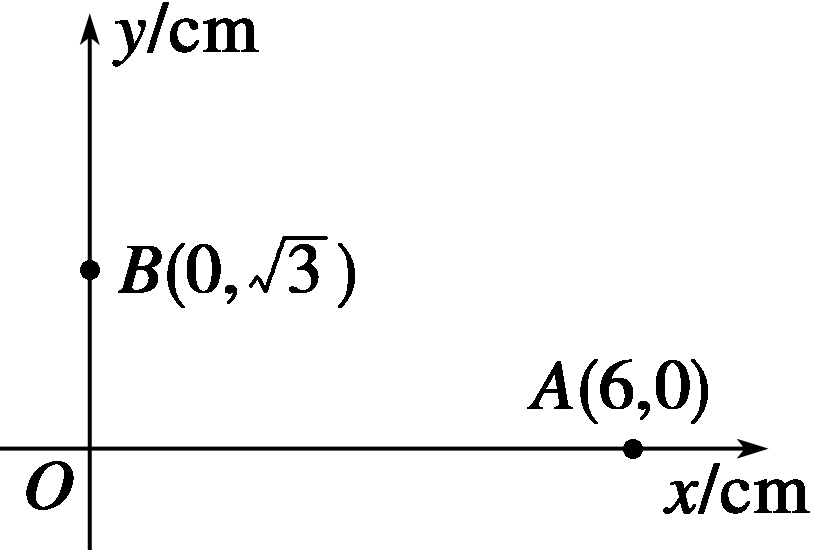 y/cm
B(0,√3)
A(6,0)
O
x/cm